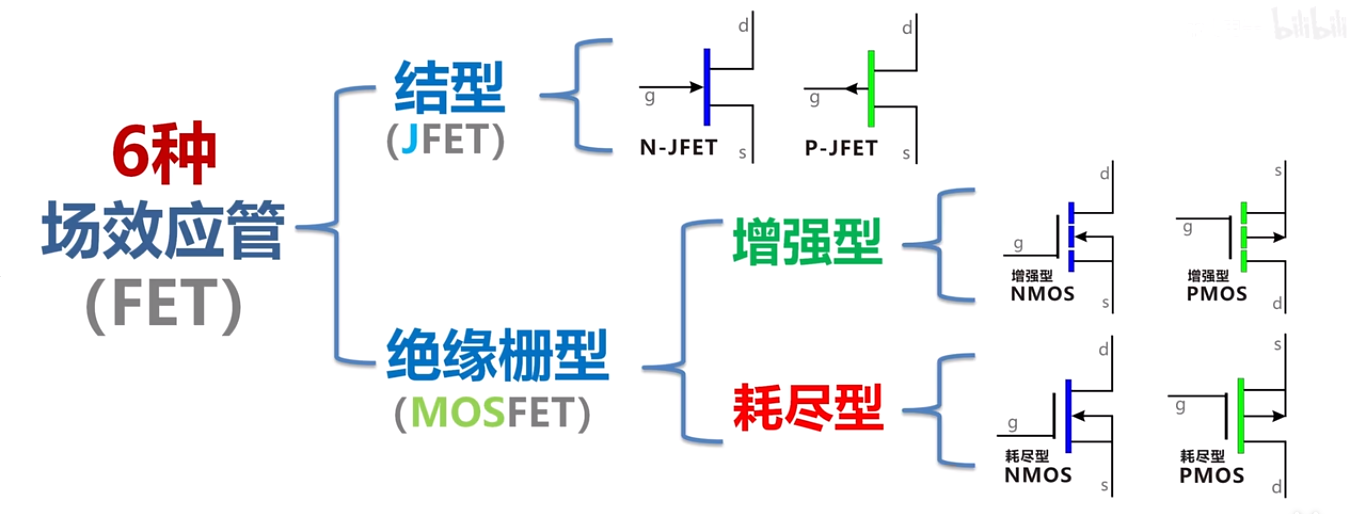 bilibili
6种
场效应管
(FET)
结型
(JFET)
d
g
s
N-JFET
d
g
s
P-JFET
绝缘栅型
(MOSFET)
增强型
d
g
增强型
NMOS
s
s
g
增强型
PMOS
d
耗尽型
d
g
耗尽型
NMOS
s
s
g
耗尽型
PMOS
d